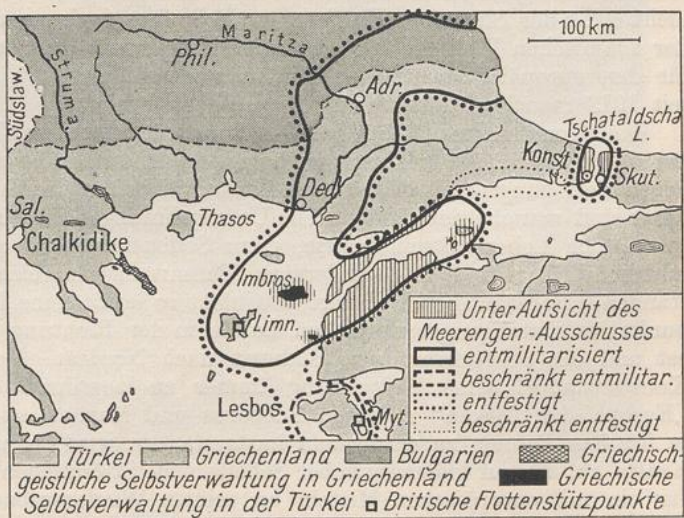 Maritza
Struma
Phil.
100 km
Südslaw.
Adr.
Tschataldscha
L.
Konst.
Skut.
Ded.
Sal.
Thasos
Chalkidike
Imbros
Limn.
Lesbos
Myt.
Unter Aufsicht des
Meerengen-Ausschusses
entmilitarisiert
beschränkt entmilitar.
entfestigt
beschränkt entfestigt
Türkei Griechenland Bulgarien Griechisch-
geistliche Selbstverwaltung in Griechenland Griechische
Selbstverwaltung in der Türkei Britische Flottenstützpunkte